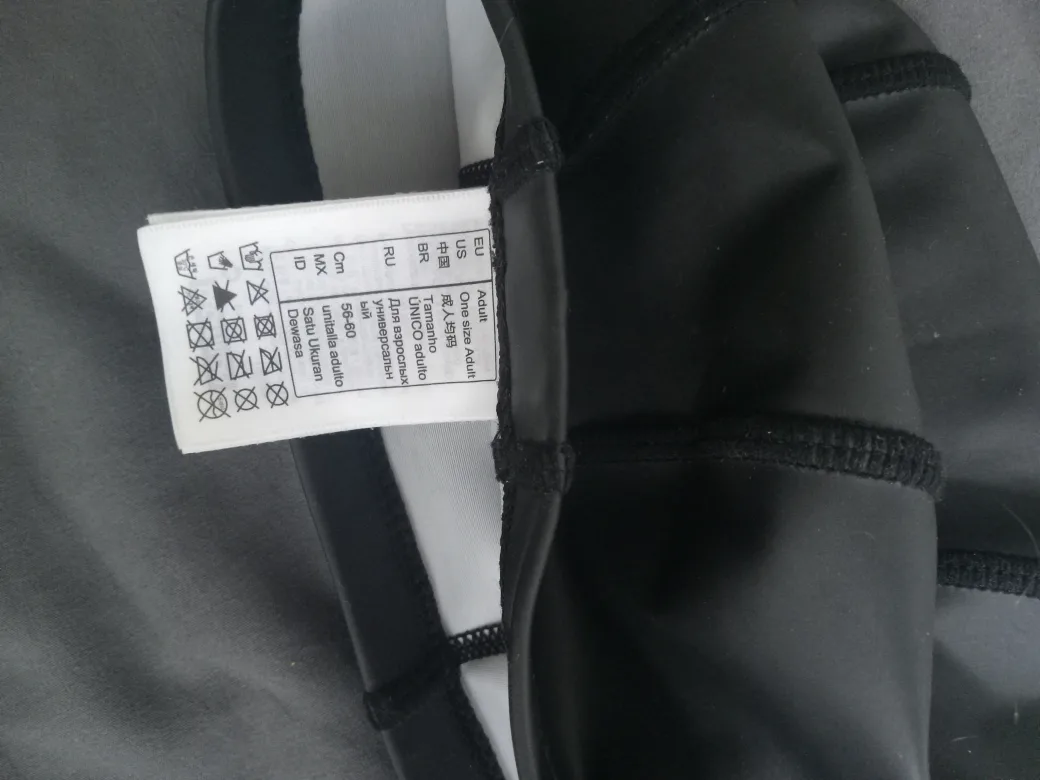 EU Adult
US One size Adult
中国 成人均码
BR Tamanho
ÚNICO adulto
RU Для взрослых
универсальн
ый
Cm 56-60
MX unitalla adulto
ID Satu Ukuran
Dewasa